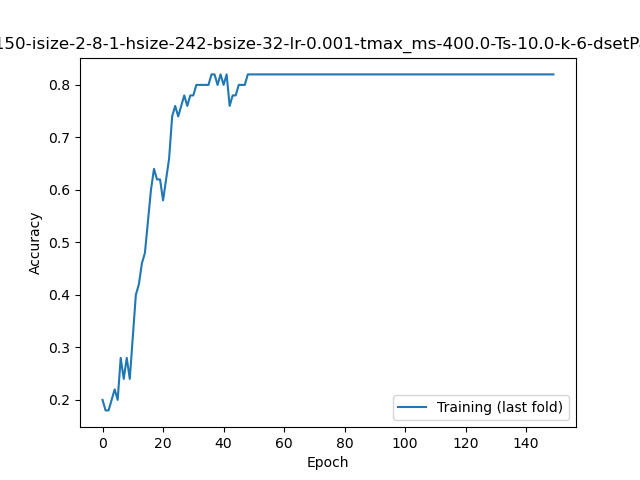 150-isize-2-8-1-hsize-242-bsize-32-lr-0.001-tmax_ms-400.0-Ts-10.0-k-6-dsetPa
Accuracy
0.8
0.7
0.6
0.5
0.4
0.3
0.2
Training (last fold)
0 20 40 60 80 100 120 140
Epoch